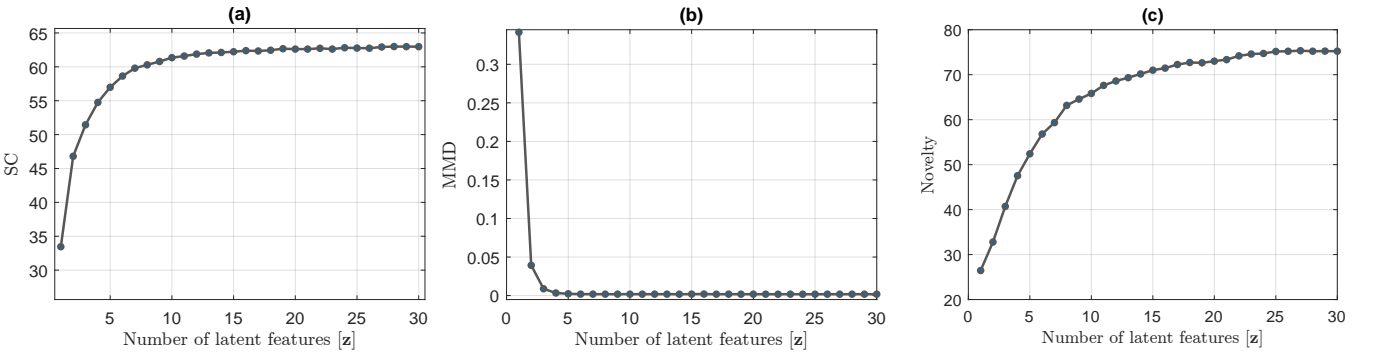 (a)
65
60
55
50
45
40
35
30
SC
5 10 15 20 25 30
Number of latent features [z]
(b)
0.3
0.25
0.2
0.15
0.1
0.05
0
MMD
0 5 10 15 20 25 30
Number of latent features [z]
(c)
80
70
60
50
40
30
20
Novelty
0 5 10 15 20 25 30
Number of latent features [z]